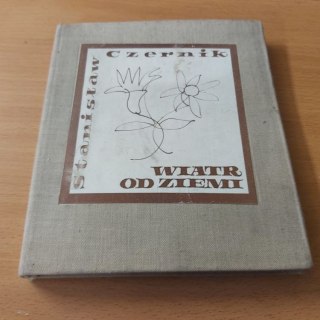 Stanisław
Czernik
WIATR
OD ZIEMI